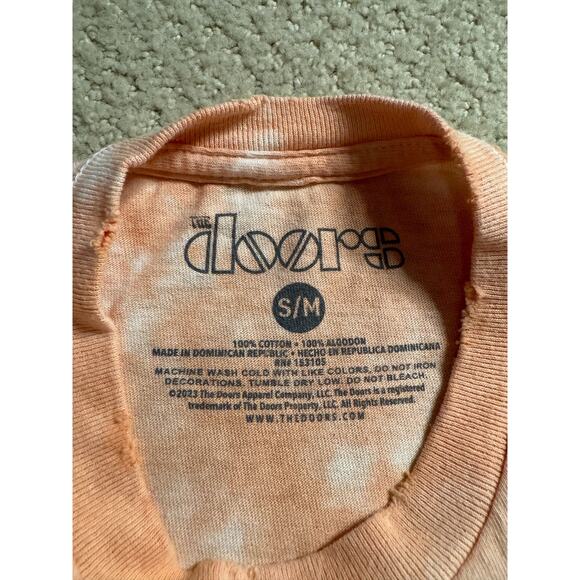 THE
doors
S/M
100% COTTON • 100% ALGODON
MADE IN DOMINICAN REPUBLIC • HECHO EN REPUBLICA DOMINICANA
RN# 153105
MACHINE WASH COLD WITH LIKE COLORS, DO NOT IRON
DECORATIONS. TUMBLE DRY LOW. DO NOT BLEACH.
©2023 The Doors Apparel Company, LLC. The Doors is a registered
trademark of The Doors Property, LLC. All Rights Reserved.
WWW.THEDOORS.COM